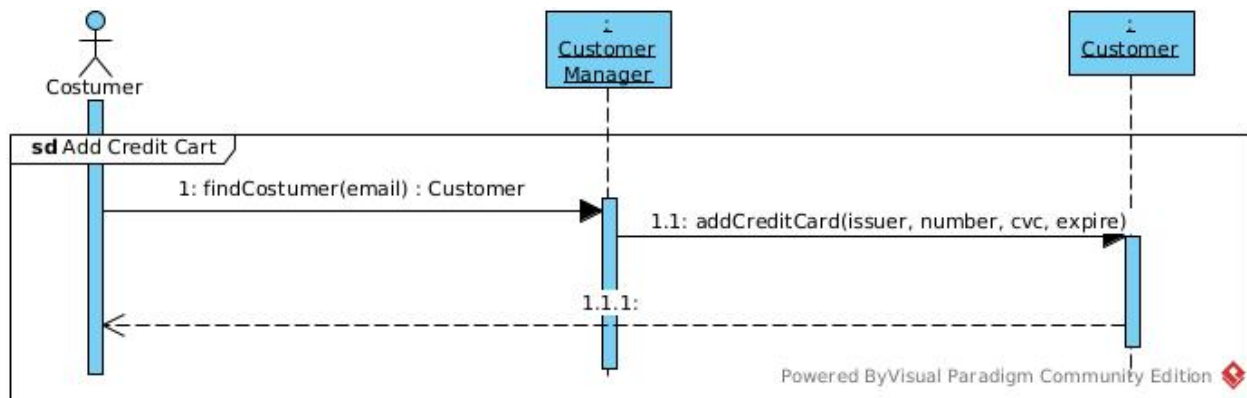 :
Customer
Manager
:
Customer
Costumer
sd Add Credit Cart
1: findCostumer(email) : Customer
1.1: addCreditCard(issuer, number, cvc, expire)
1.1.1:
Powered ByVisual Paradigm Community Edition